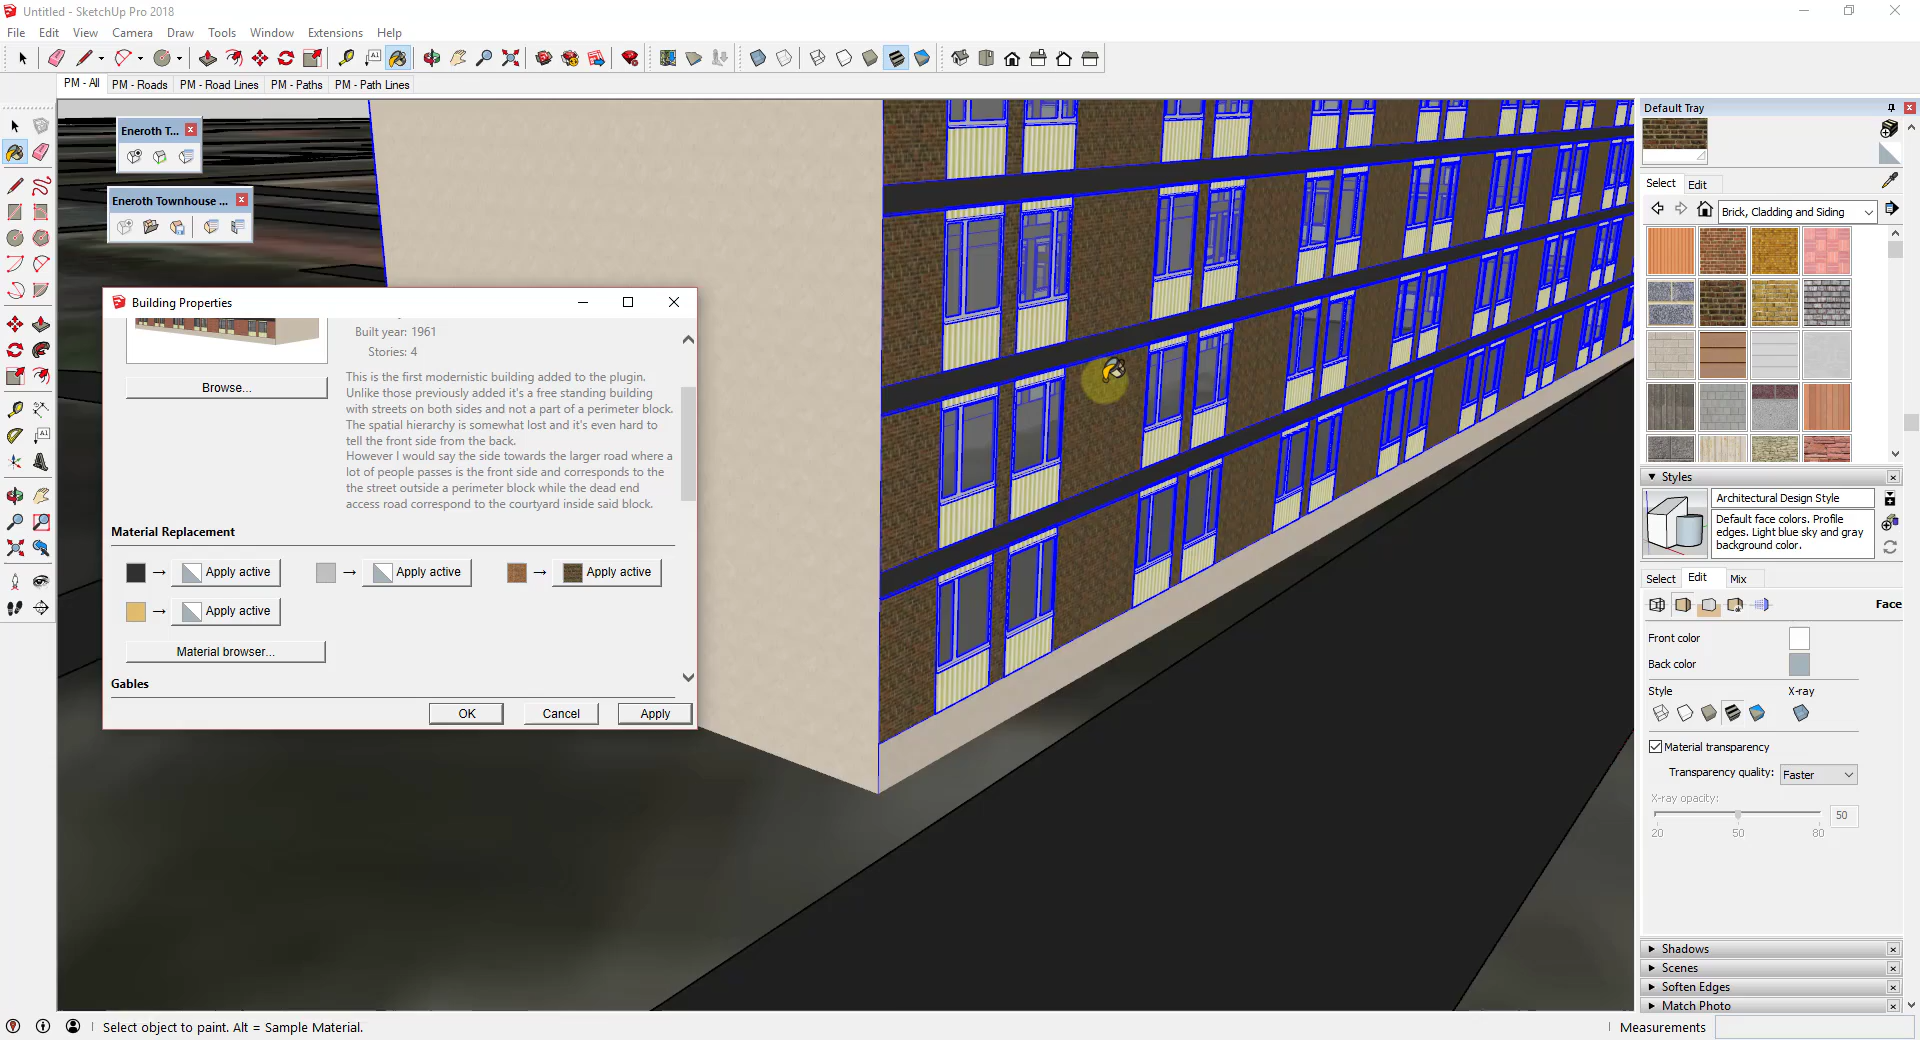 Untitled - SketchUp Pro 2018
File Edit View Camera Draw Tools Window Extensions Help
PM - All PM - Roads PM - Road Lines PM - Paths PM - Path Lines
Eneroth T...
Eneroth Townhouse ...
Building Properties
Built year: 1961
Stories: 4
Browse...
This is the first modernistic building added to the plugin.
Unlike those previously added it's a free standing building
with streets on both sides and not a part of a perimeter block.
The spatial hierarchy is somewhat lost and it's even hard to
tell the front side from the back.
However I would say the side towards the larger road where a
lot of people passes is the front side and corresponds to the
the street outside a perimeter block while the dead end
access road correspond to the courtyard inside said block.
Material Replacement
Apply active Apply active Apply active
Apply active
Material browser...
Gables
OK Cancel Apply
Default Tray
Select Edit
Brick, Cladding and Siding
Styles
Architectural Design Style
Default face colors. Profile
edges. Light blue sky and gray
background color.
Select Edit Mix
Face
Front color
Back color
Style X-ray
Material transparency
Transparency quality: Faster
X-ray opacity: 50
20 50 80
Shadows
Scenes
Soften Edges
Match Photo
Select object to paint. Alt = Sample Material.
Measurements